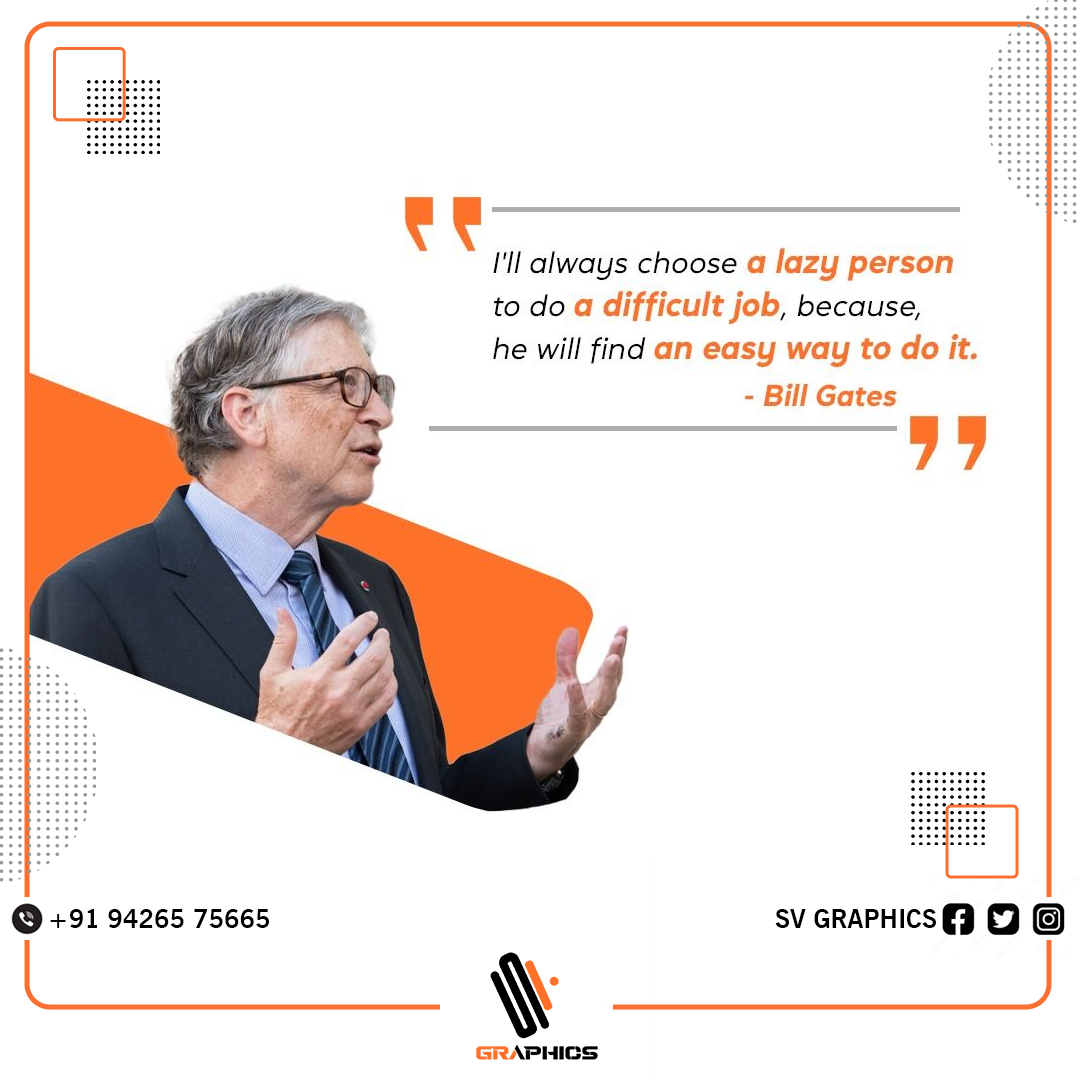 I'll always choose a lazy person
to do a difficult job, because,
he will find an easy way to do it.
- Bill Gates
+91 94265 75665
SV GRAPHICS
GRAPHICS